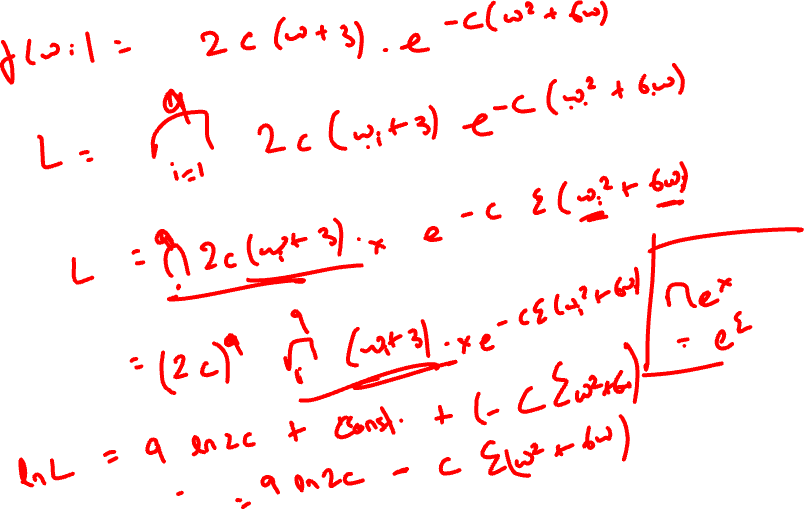 f(w;) = 2c(w+3).e^{-c(w² + 6w)}
L = ∏_{i=1}^{9} 2c(w_i+3) e^{-c(w_i² + 6w_i)}
L = ∏^{9} 2c(w_i+3) . × e^{-c Σ(w_i² + 6w_i)}
= (2c)^9 ∏_{1}^{9} (w_i+3) . × e^{-cΣ(w_i² + 6w)}
∏e^x
= e^Σ
lnL = 9 ln2c + Const. + (-cΣw²+6w)
= 9 ln2c - c Σ(w² + 6w)